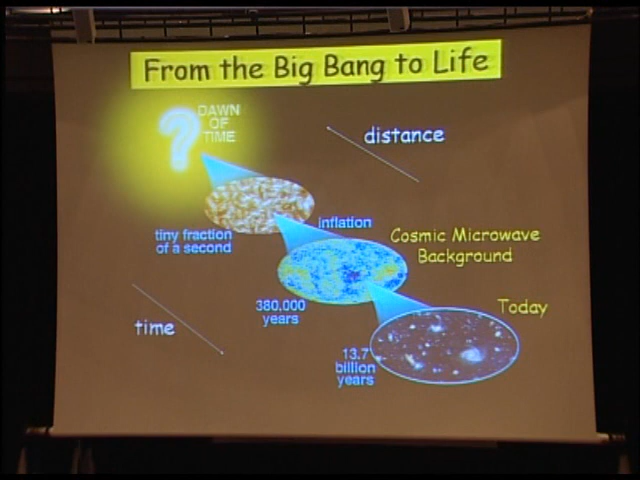 From the Big Bang to Life
?
DAWN
OF
TIME
distance
tiny fraction
of a second
inflation
Cosmic Microwave
Background
380,000
years
Today
time
13.7
billion
years